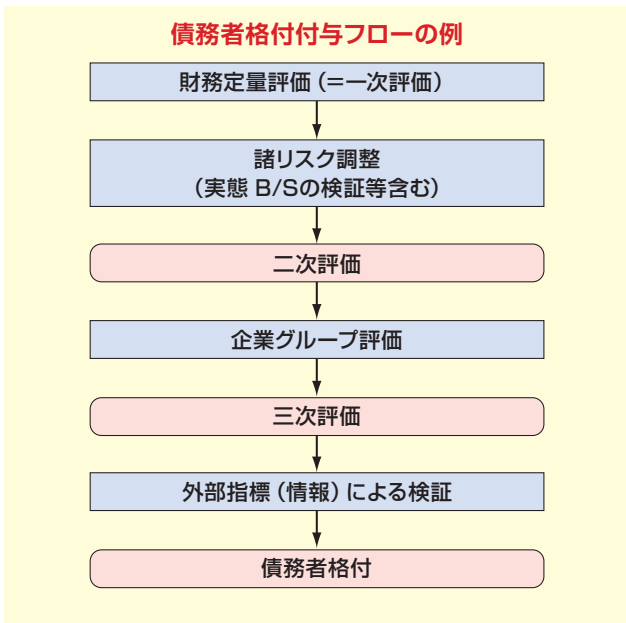 債務者格付付与フローの例
財務定量評価（＝一次評価）
諸リスク調整
（実態 B/Sの検証等含む）
二次評価
企業グループ評価
三次評価
外部指標（情報）による検証
債務者格付